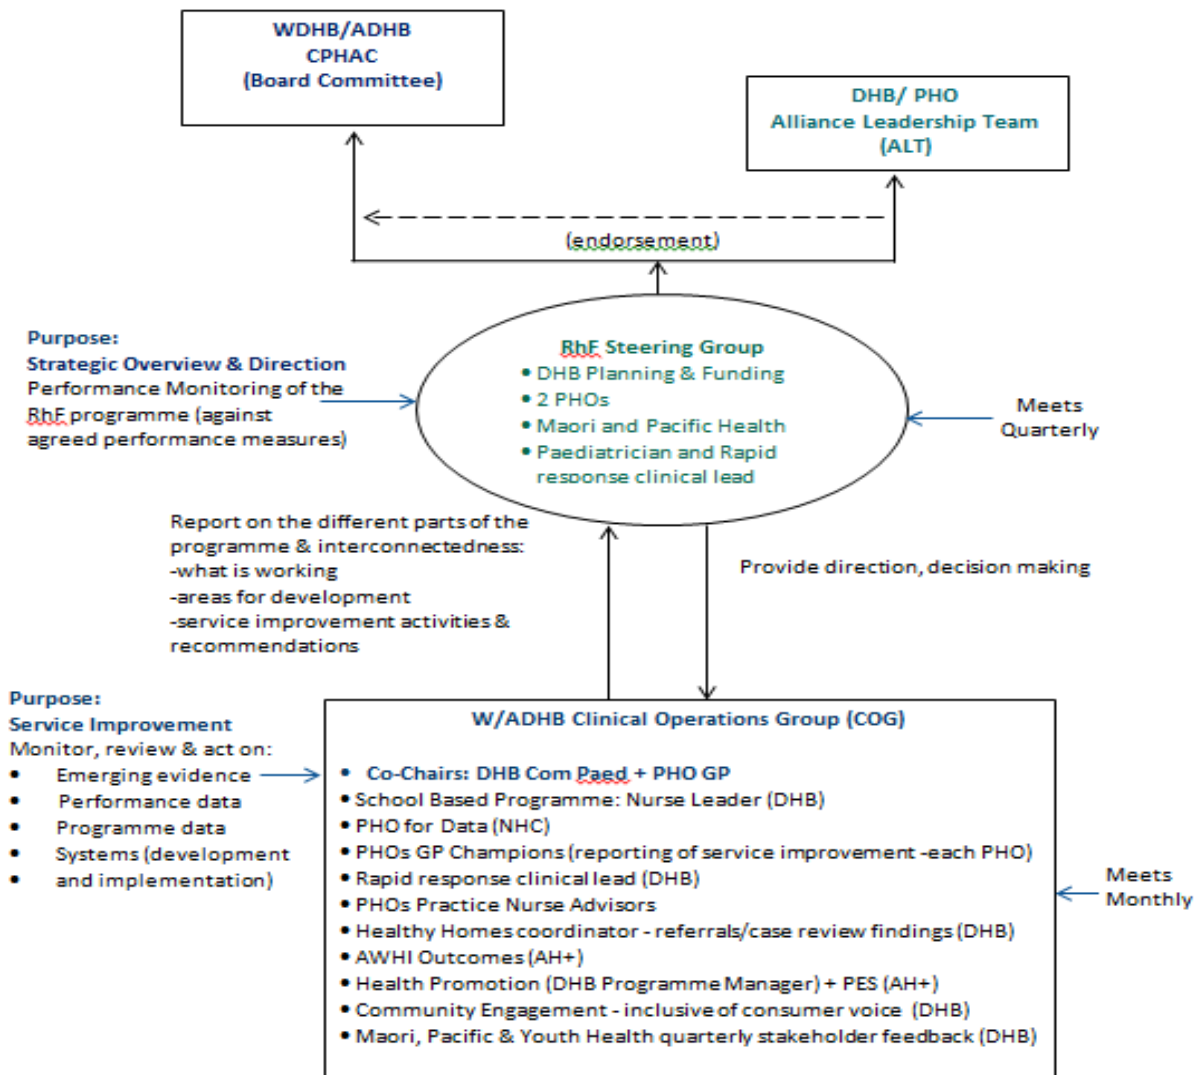 WDHB/ADHB
CPHAC
(Board Committee)
DHB/ PHO
Alliance Leadership Team
(ALT)
(endorsement)
Purpose:
Strategic Overview & Direction
Performance Monitoring of the
RhF programme (against
agreed performance measures)
RhF Steering Group
• DHB Planning & Funding
• 2 PHOs
• Maori and Pacific Health
• Paediatrician and Rapid
response clinical lead
Meets
Quarterly
Report on the different parts of the
programme & interconnectedness:
-what is working
-areas for development
-service improvement activities &
recommendations
Provide direction, decision making
Purpose:
Service Improvement
Monitor, review & act on:
• Emerging evidence
• Performance data
• Programme data
• Systems (development
• and implementation)
W/ADHB Clinical Operations Group (COG)
• Co-Chairs: DHB Com Paed + PHO GP
• School Based Programme: Nurse Leader (DHB)
• PHO for Data (NHC)
• PHOs GP Champions (reporting of service improvement -each PHO)
• Rapid response clinical lead (DHB)
• PHOs Practice Nurse Advisors
• Healthy Homes coordinator - referrals/case review findings (DHB)
• AWHI Outcomes (AH+)
• Health Promotion (DHB Programme Manager) + PES (AH+)
• Community Engagement - inclusive of consumer voice (DHB)
• Maori, Pacific & Youth Health quarterly stakeholder feedback (DHB)
Meets
Monthly